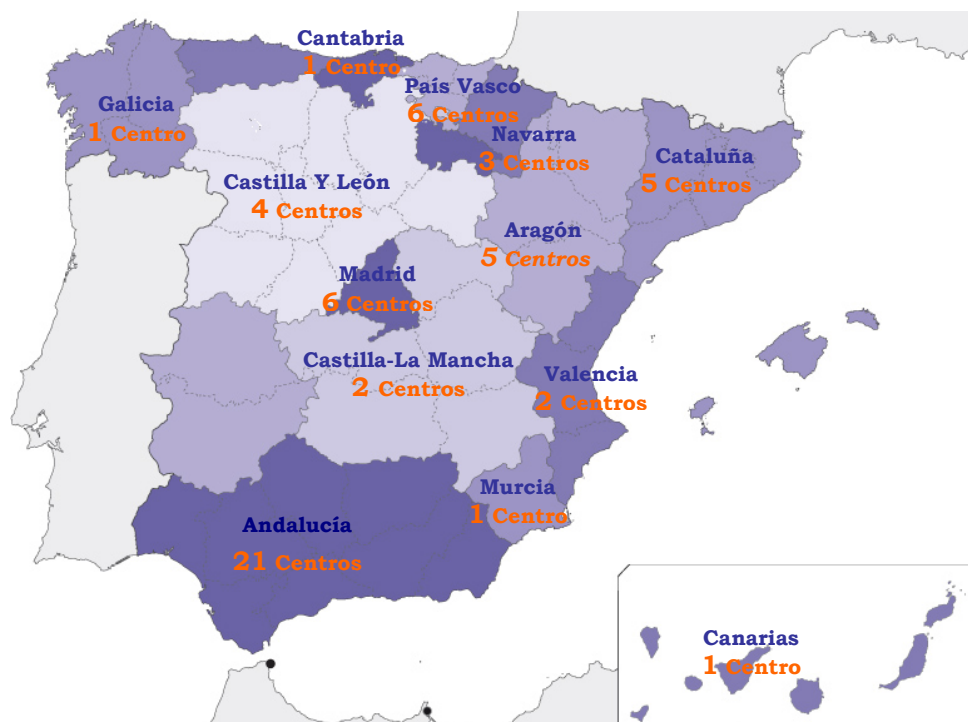 Cantabria
1 Centro
País Vasco
6 Centros
Galicia
1 Centro
Navarra
3 Centros
Cataluña
5 Centros
Castilla Y León
4 Centros
Aragón
5 Centros
Madrid
6 Centros
Castilla-La Mancha
2 Centros
Valencia
2 Centros
Murcia
1 Centro
Andalucía
21 Centros
Canarias
1 Centro